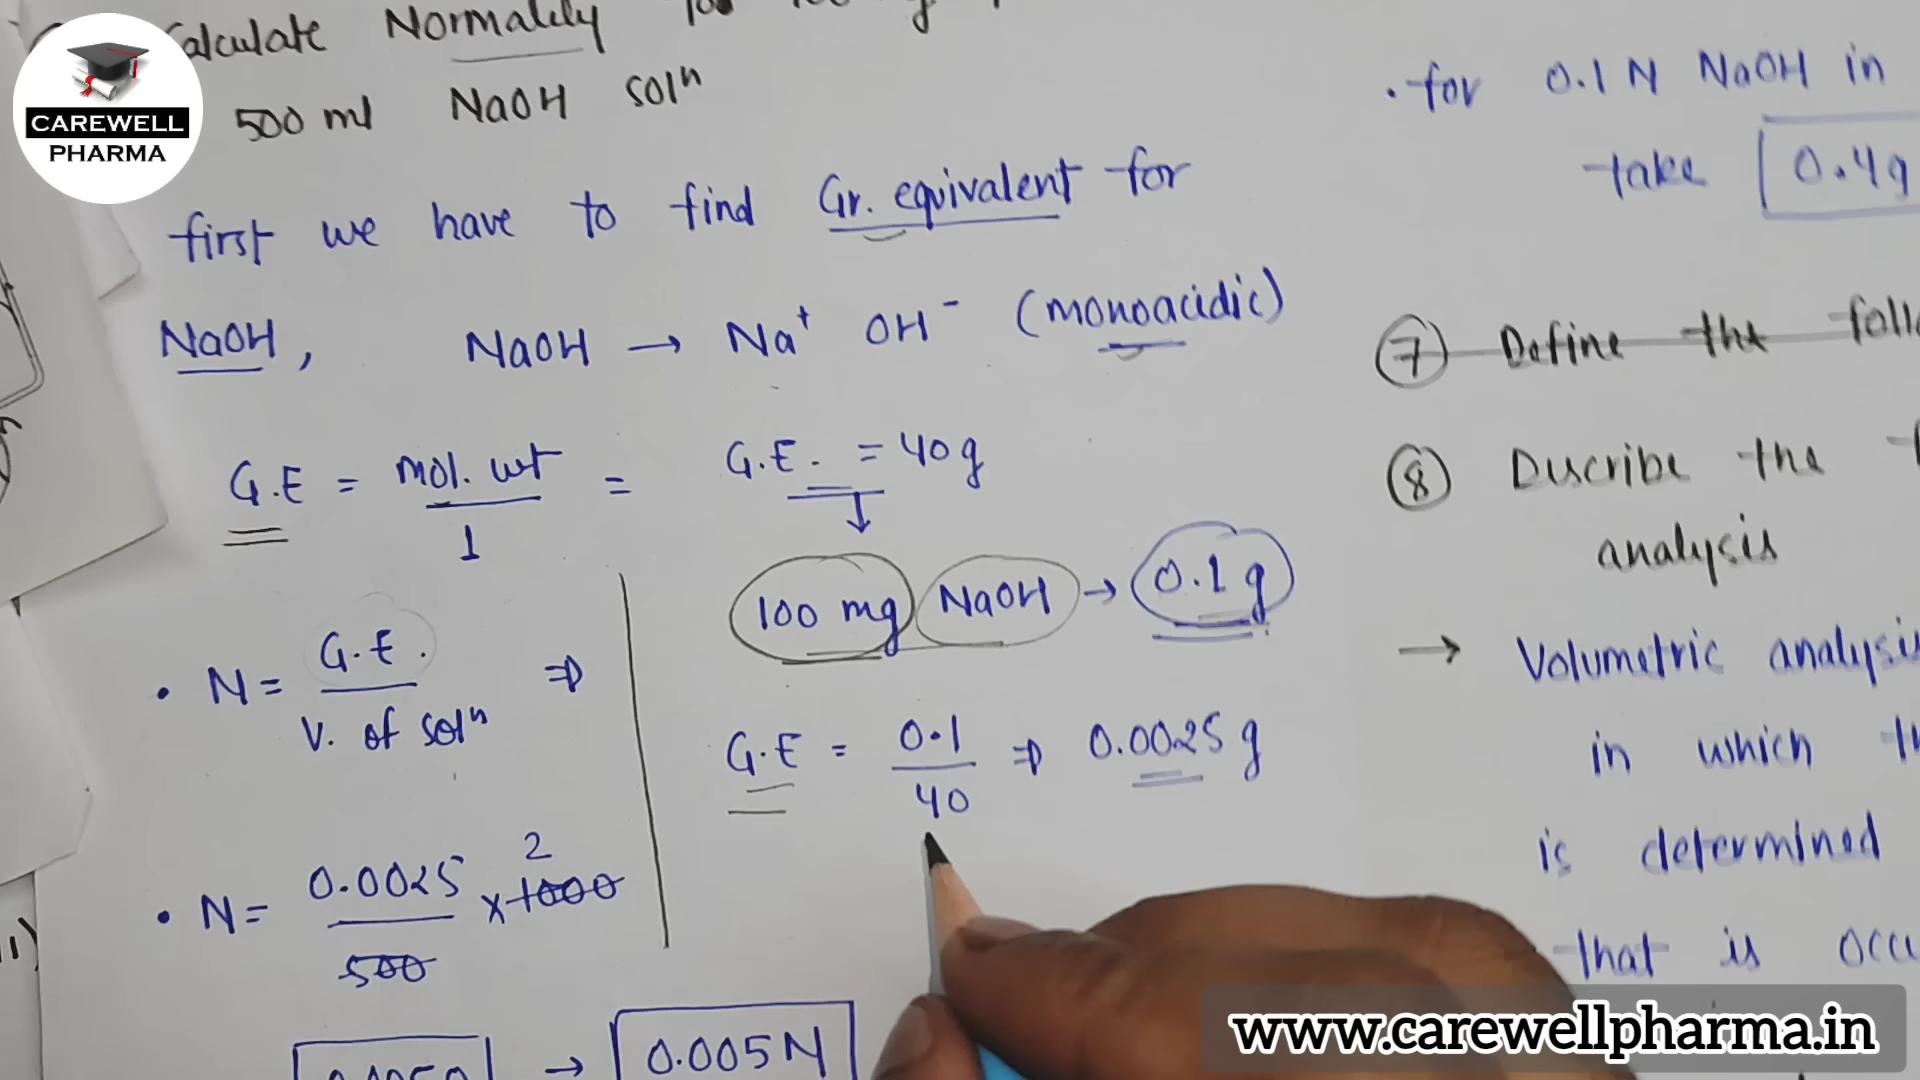 Calculate Normality
500 ml NaOH solⁿ
first we have to find Gr. equivalent for
NaOH, NaOH → Na⁺ OH⁻ (monoacidic)
G.E = mol. wt / 1 = G.E. = 40g
↓
100 mg NaOH → 0.1 g
• N = G.E. / V. of solⁿ ⇒
G.E = 0.1 / 40 ⇒ 0.0025 g
• N = 0.0025 / 500 × 1000 2
→ 0.005 N
• for 0.1 N NaOH in
take 0.4g
7 Define the
8 Discribe the
analysis
→ Volumetric analysis
in which
is determined
that is
CAREWELL
PHARMA
www.carewellpharma.in